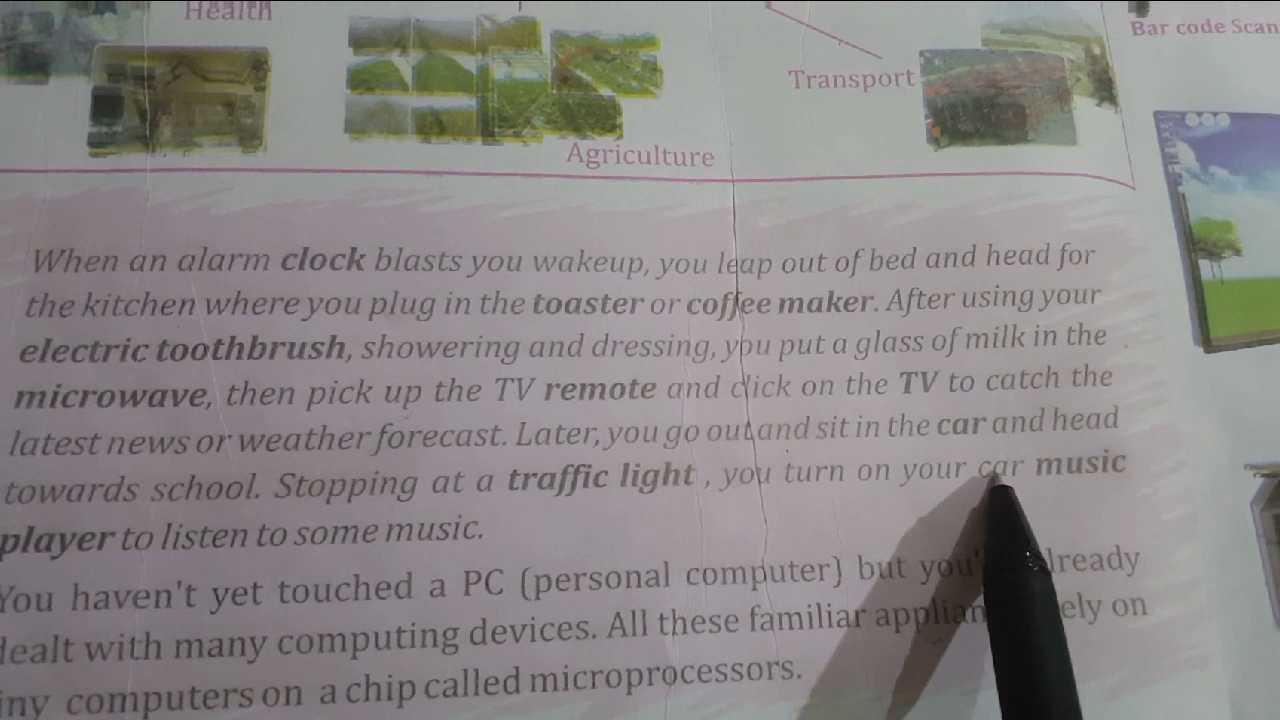 Health
Bar code Scan
Transport
Agriculture
When an alarm clock blasts you wakeup, you leap out of bed and head for
the kitchen where you plug in the toaster or coffee maker. After using your
electric toothbrush, showering and dressing, you put a glass of milk in the
microwave, then pick up the TV remote and click on the TV to catch the
latest news or weather forecast. Later, you go out and sit in the car and head
towards school. Stopping at a traffic light , you turn on your car music
player to listen to some music.
You haven't yet touched a PC (personal computer) but already
dealt with many computing devices. All these familiar on
computers on a chip called microprocessors.